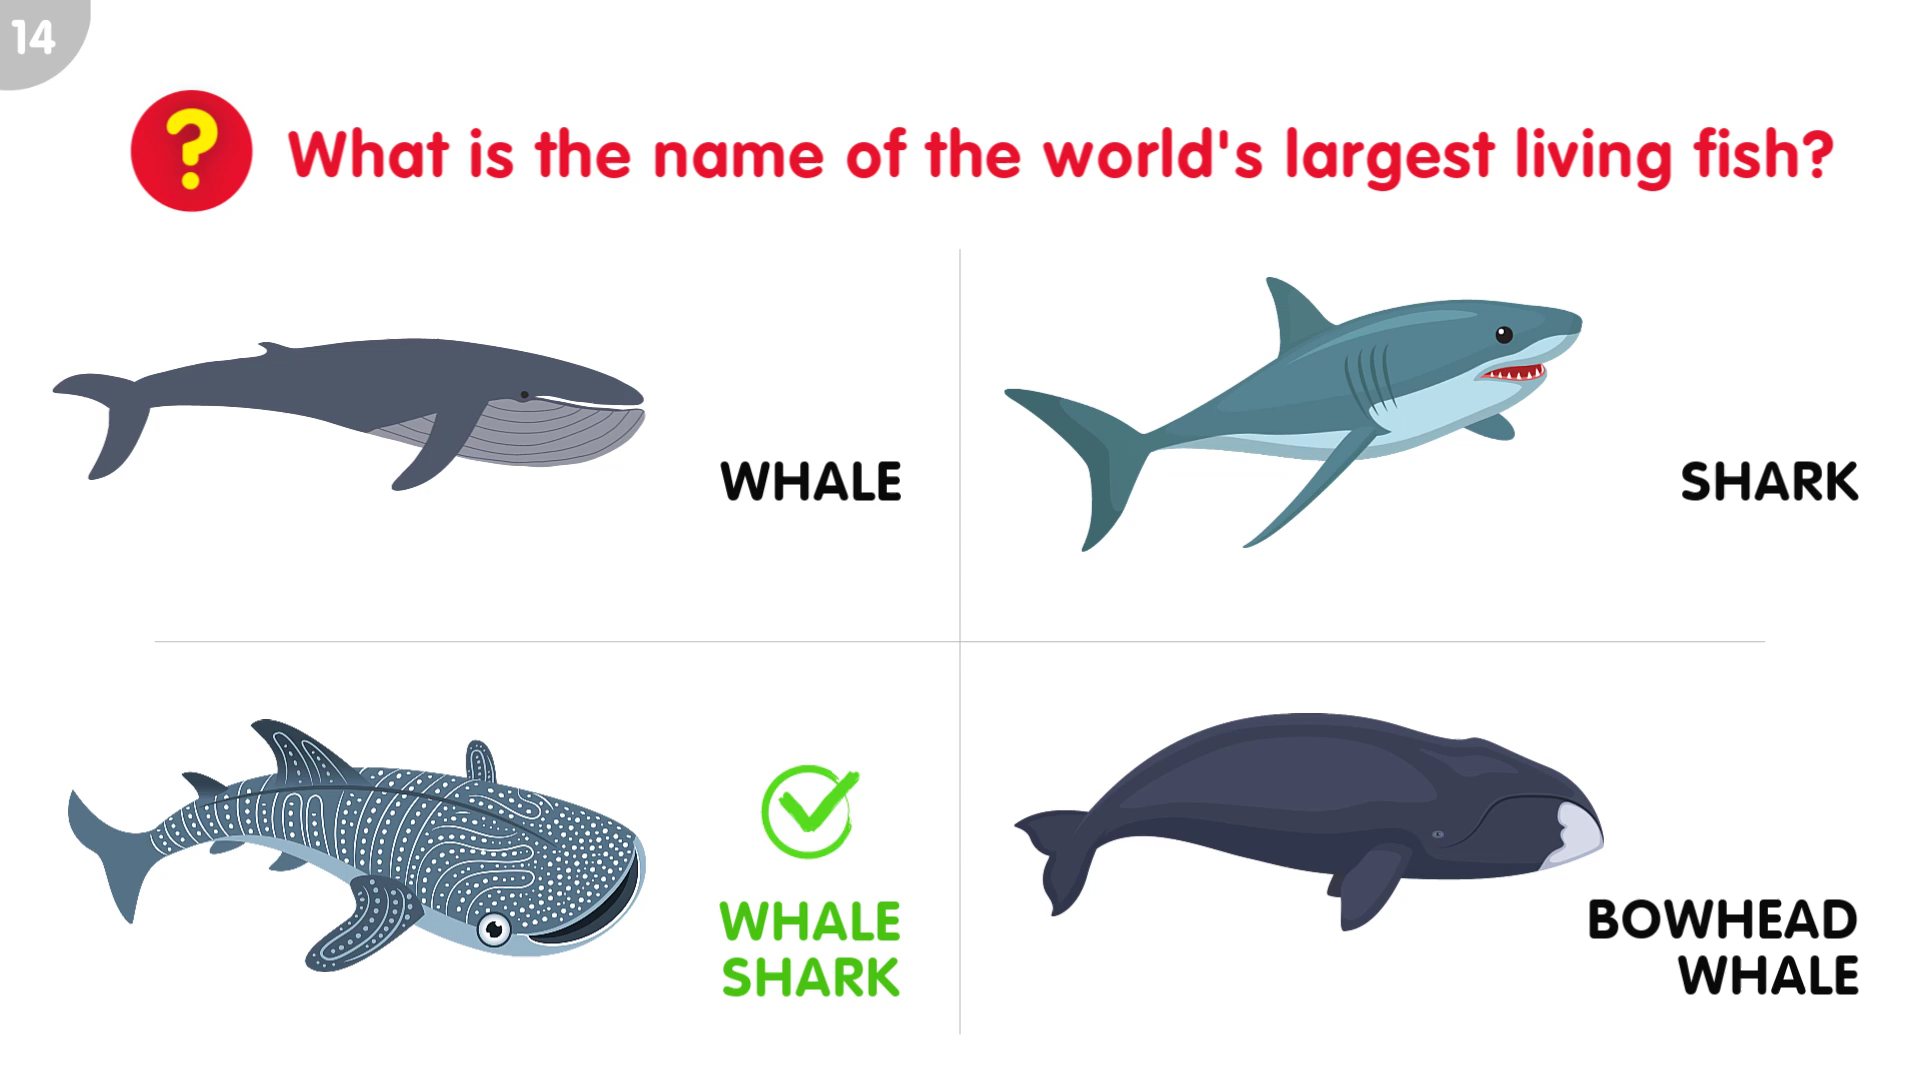 14
? What is the name of the world's largest living fish?
WHALE
SHARK
WHALE
SHARK
BOWHEAD
WHALE